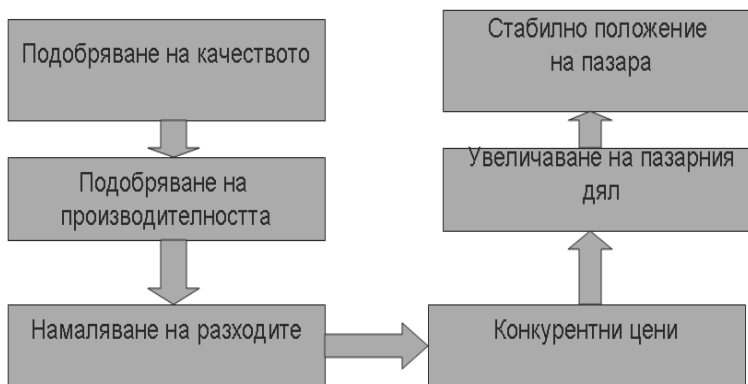 Подобряване на качеството
Подобряване на
производителността
Намаляване на разходите
Конкурентни цени
Увеличаване на пазарния
дял
Стабилно положение
на пазара